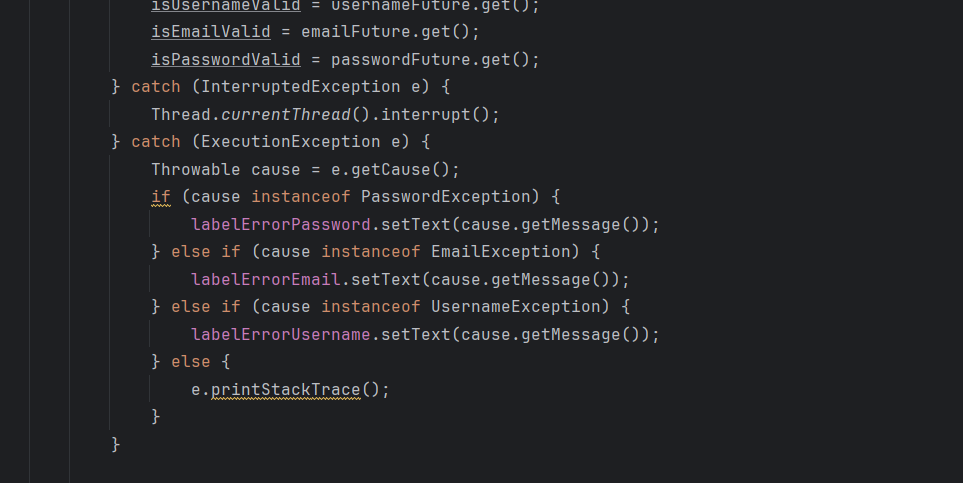 isUsernameValid = usernameFuture.get();
isEmailValid = emailFuture.get();
isPasswordValid = passwordFuture.get();
} catch (InterruptedException e) {
Thread.currentThread().interrupt();
} catch (ExecutionException e) {
Throwable cause = e.getCause();
if (cause instanceof PasswordException) {
labelErrorPassword.setText(cause.getMessage());
} else if (cause instanceof EmailException) {
labelErrorEmail.setText(cause.getMessage());
} else if (cause instanceof UsernameException) {
labelErrorUsername.setText(cause.getMessage());
} else {
e.printStackTrace();
}
}